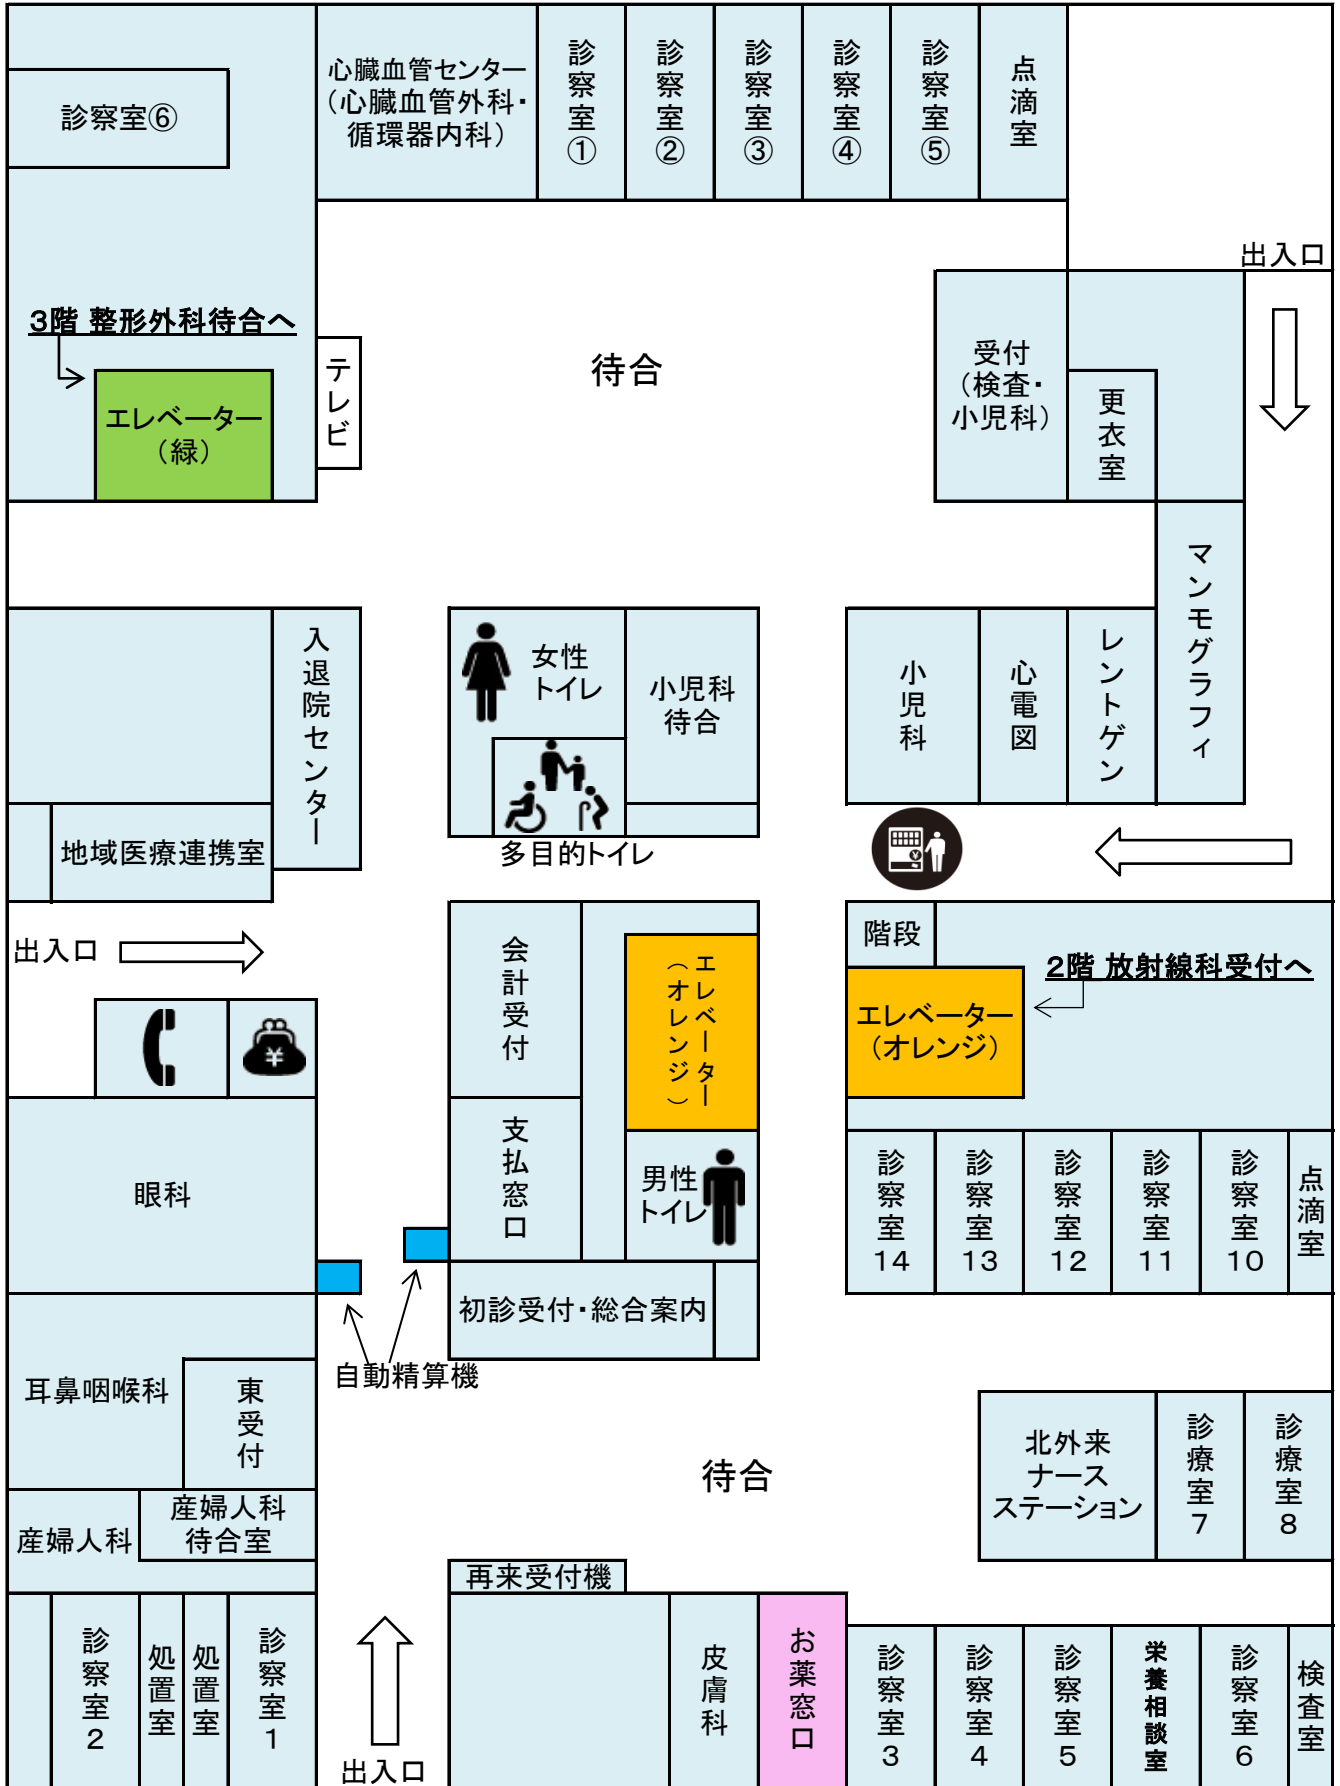 診察室⑥
心臓血管センター
（心臓血管外科・
循環器内科）
診察室①
診察室②
診察室③
診察室④
診察室⑤
点滴室
出入口
3階 整形外科待合へ
エレベーター
（緑）
テレビ
待合
受付
（検査・
小児科）
更衣室
マンモグラフィ
入退院センター
女性
トイレ
小児科
待合
小児科
心電図
レントゲン
地域医療連携室
多目的トイレ
出入口
会計受付
エレベーター
（オレンジ）
階段
2階 放射線科受付へ
エレベーター
（オレンジ）
¥
眼科
支払窓口
男性
トイレ
診察室14
診察室13
診察室12
診察室11
診察室10
点滴室
初診受付・総合案内
自動精算機
耳鼻咽喉科
東受付
待合
北外来
ナース
ステーション
診療室7
診療室8
産婦人科
産婦人科
待合室
再来受付機
診察室2
処置室
処置室
診察室1
出入口
皮膚科
お薬窓口
診察室3
診察室4
診察室5
栄養相談室
診察室6
検査室